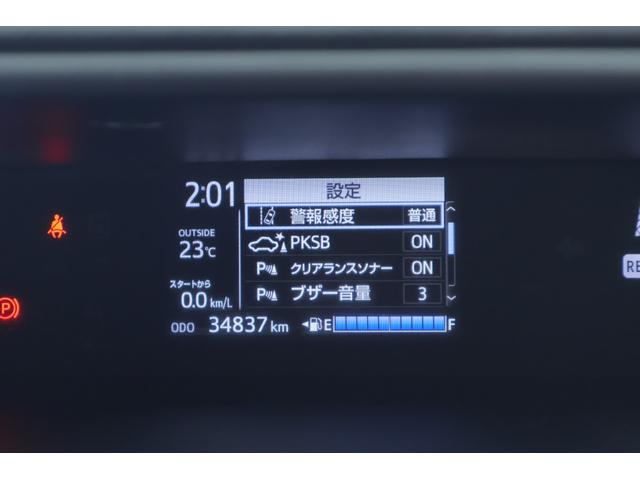 2:01
設定
警報感度 普通
OUTSIDE
23℃
PKSB ON
P クリアランスソナー ON
スタートから
0.0 km/L
P ブザー音量 3
ODO 34837 km
E F
P
RE